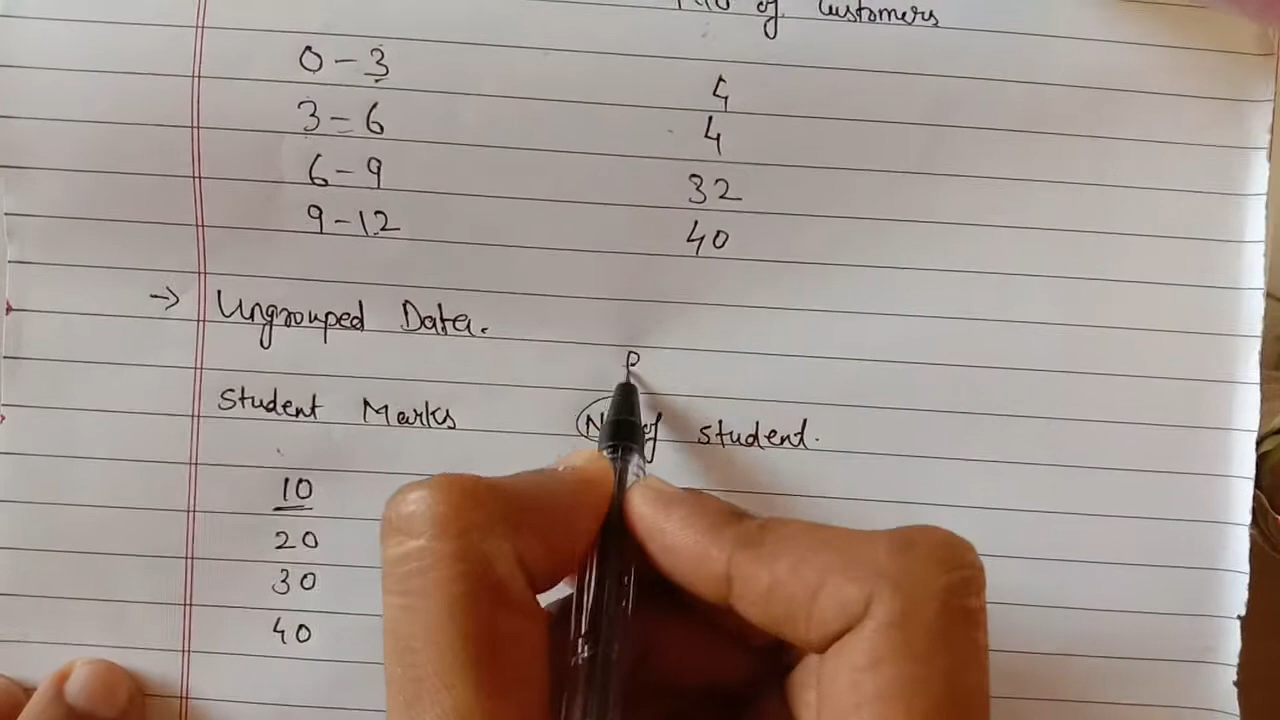 of Customers
0 - 3 4
3 - 6 4
6 - 9 32
9 - 12 40
→ Ungrouped Data.
Student Marks of student.
10
20
30
40